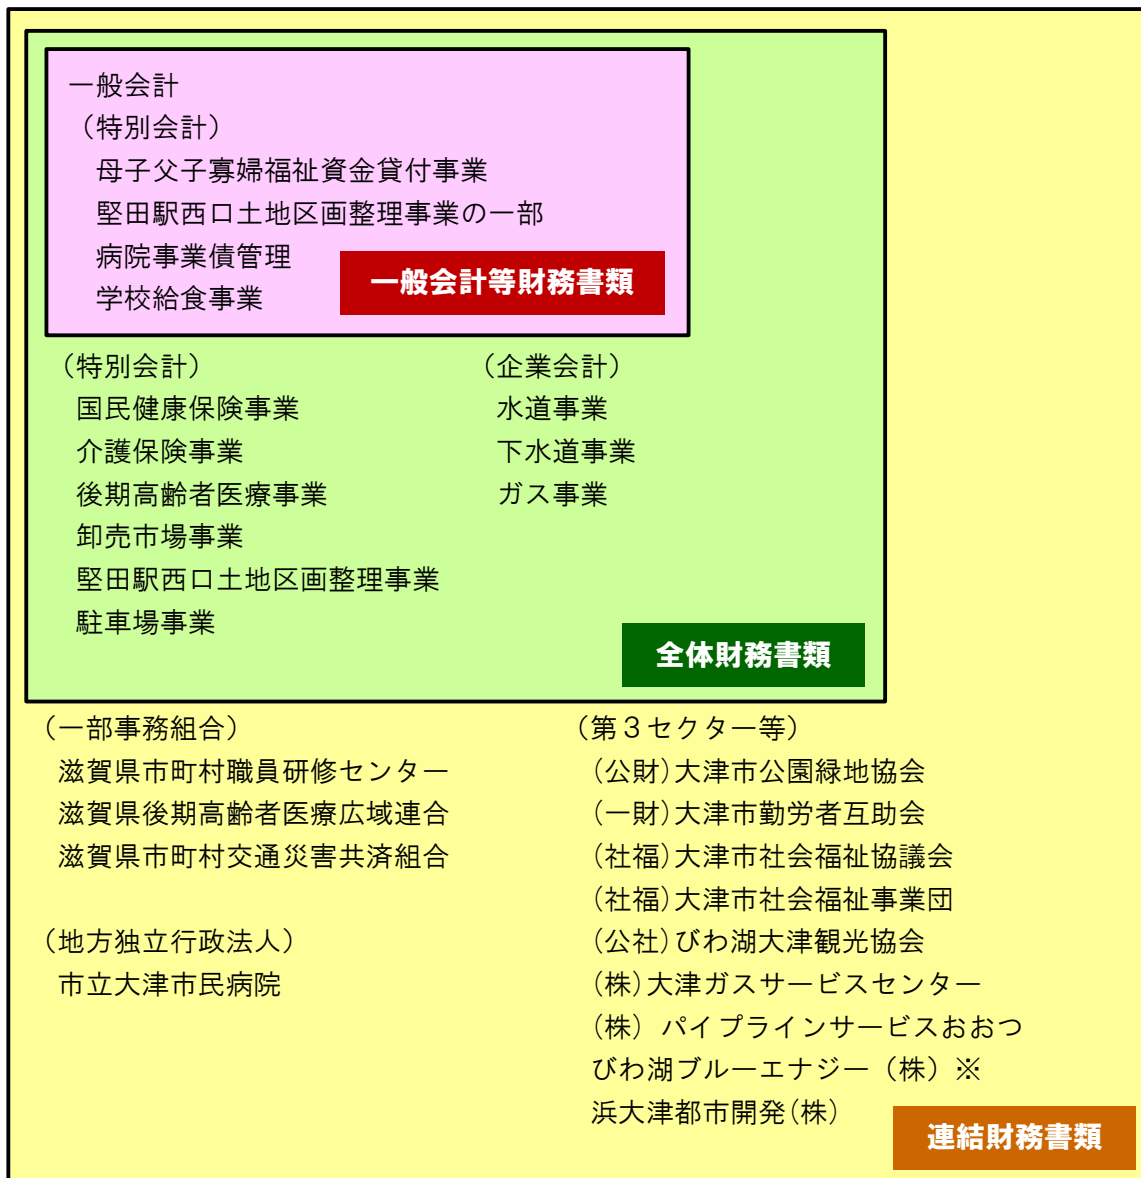 一般会計
（特別会計）
母子父子寡婦福祉資金貸付事業
堅田駅西口土地区画整理事業の一部
病院事業債管理
学校給食事業
一般会計等財務書類
（特別会計）
国民健康保険事業
介護保険事業
後期高齢者医療事業
卸売市場事業
堅田駅西口土地区画整理事業
駐車場事業
（企業会計）
水道事業
下水道事業
ガス事業
全体財務書類
（一部事務組合）
滋賀県市町村職員研修センター
滋賀県後期高齢者医療広域連合
滋賀県市町村交通災害共済組合
（地方独立行政法人）
市立大津市民病院
（第３セクター等）
(公財)大津市公園緑地協会
(一財)大津市勤労者互助会
(社福)大津市社会福祉協議会
(社福)大津市社会福祉事業団
(公社)びわ湖大津観光協会
(株)大津ガスサービスセンター
(株) パイプラインサービスおおつ
びわ湖ブルーエナジー（株）※
浜大津都市開発(株)
連結財務書類